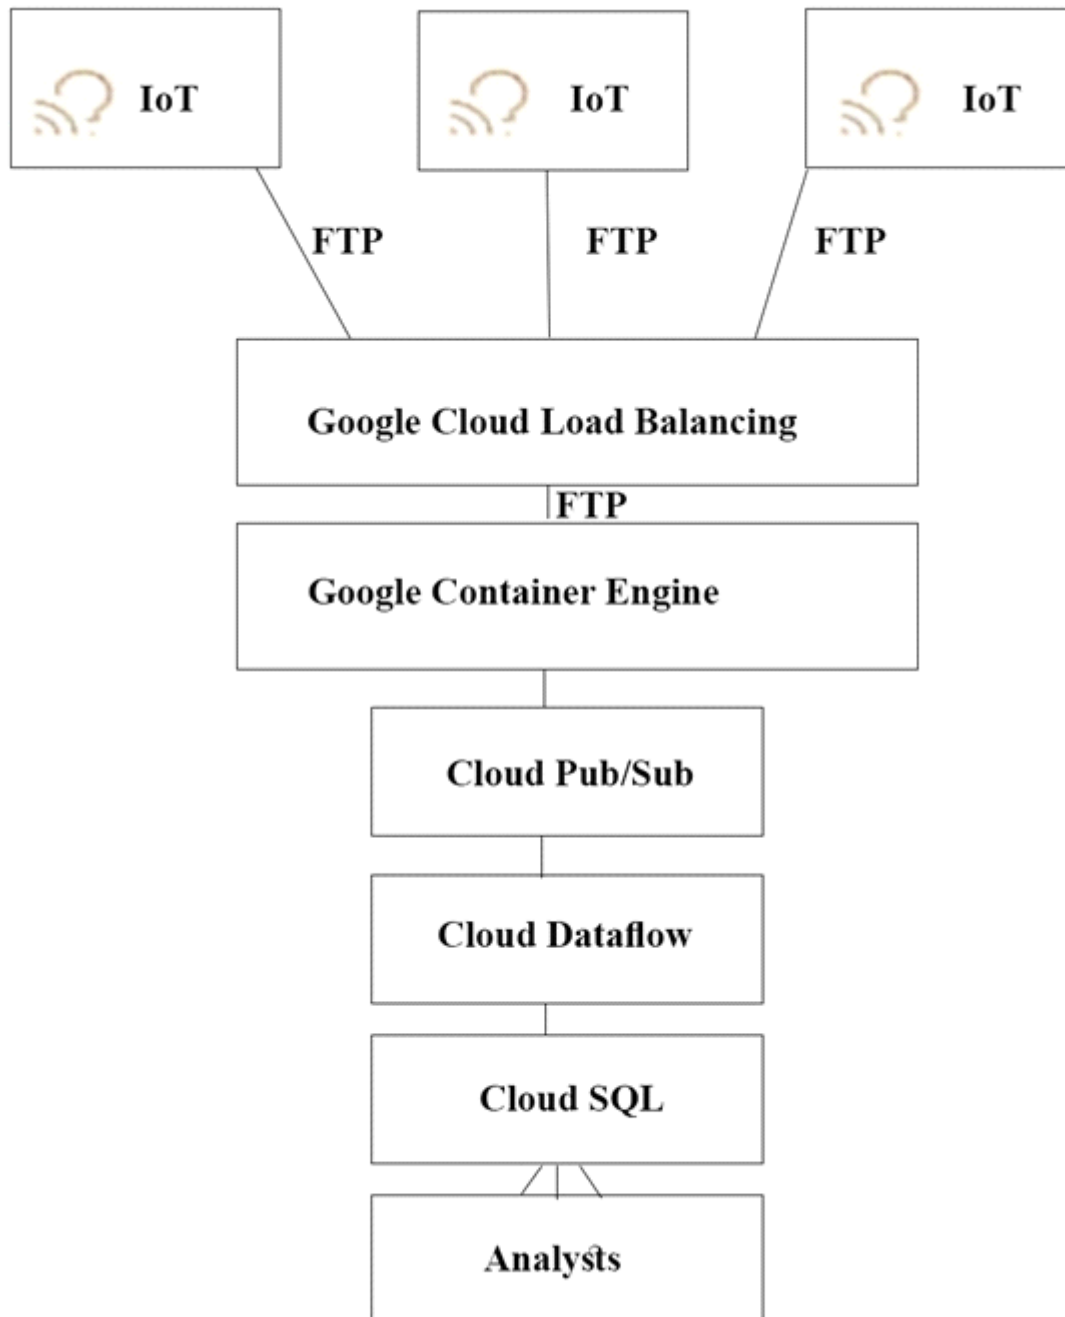 IoT IoT IoT
FTP FTP FTP
Google Cloud Load Balancing
FTP
Google Container Engine
Cloud Pub/Sub
Cloud Dataflow
Cloud SQL
Analysts